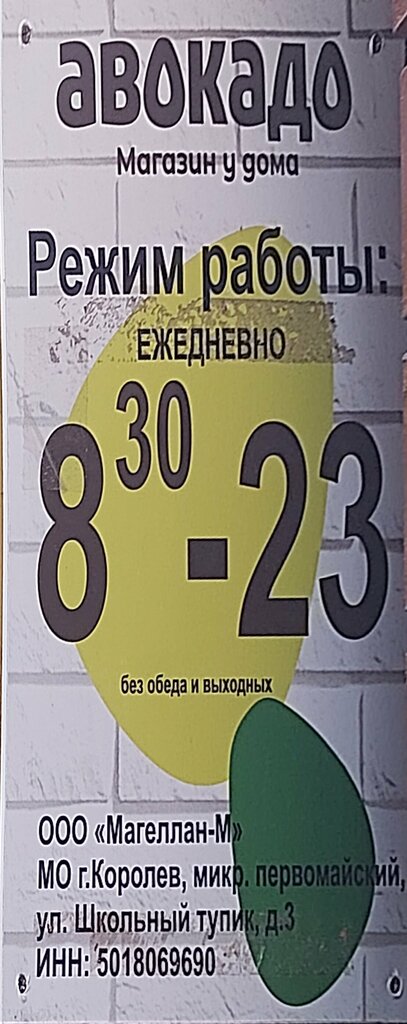 авокадо
Магазин у дома
Режим работы:
ЕЖЕДНЕВНО
8 30 - 23
без обеда и выходных
ООО «Магеллан-М»
МО г.Королев, микр. первомайский,
ул. Школьный тупик, д.3
ИНН: 5018069690